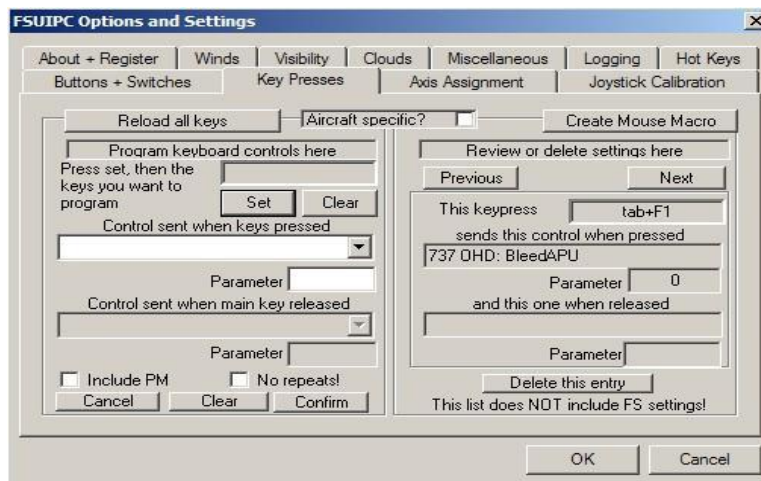 FSUIPC Options and Settings
About + Register Winds Visibility Clouds Miscellaneous Logging Hot Keys
Buttons + Switches Key Presses Axis Assignment Joystick Calibration
Reload all keys Aircraft specific? Create Mouse Macro
Program keyboard controls here
Press set, then the
keys you want to
program
Set Clear
Control sent when keys pressed
Parameter
Control sent when main key released
Parameter
Include PM No repeats!
Cancel Clear Confirm
Review or delete settings here
Previous Next
This keypress tab+F1
sends this control when pressed
737 OHD: BleedAPU
Parameter 0
and this one when released
Parameter
Delete this entry
This list does NOT include FS settings!
OK Cancel